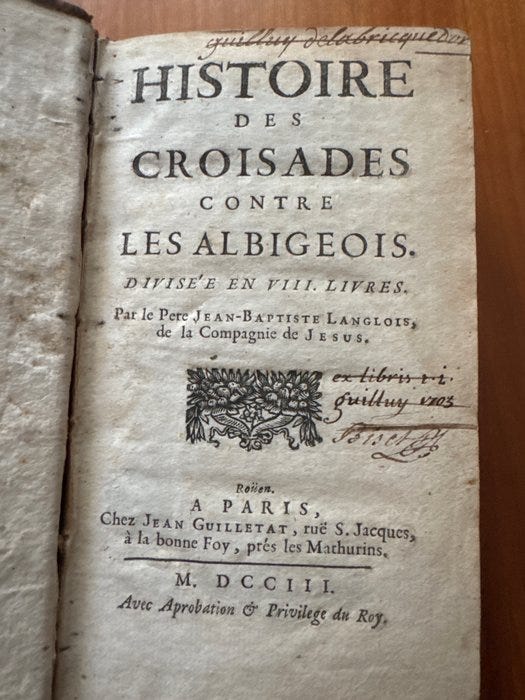 guilluy delabricquedor
HISTOIRE
DES
CROISADES
CONTRE
LES ALBIGEOIS.
DIVISE'E EN VIII. LIVRES.
Par le Pere JEAN-BAPTISTE LANGLOIS,
de la Compagnie de JESUS.
ex libris i. i.
guilluy 1703
Roüen.
A PARIS,
Chez JEAN GUILLETAT, ruë S. Jacques,
à la bonne Foy, prés les Mathurins.
M. DCCIII.
Avec Aprobation & Privilege du Roy.